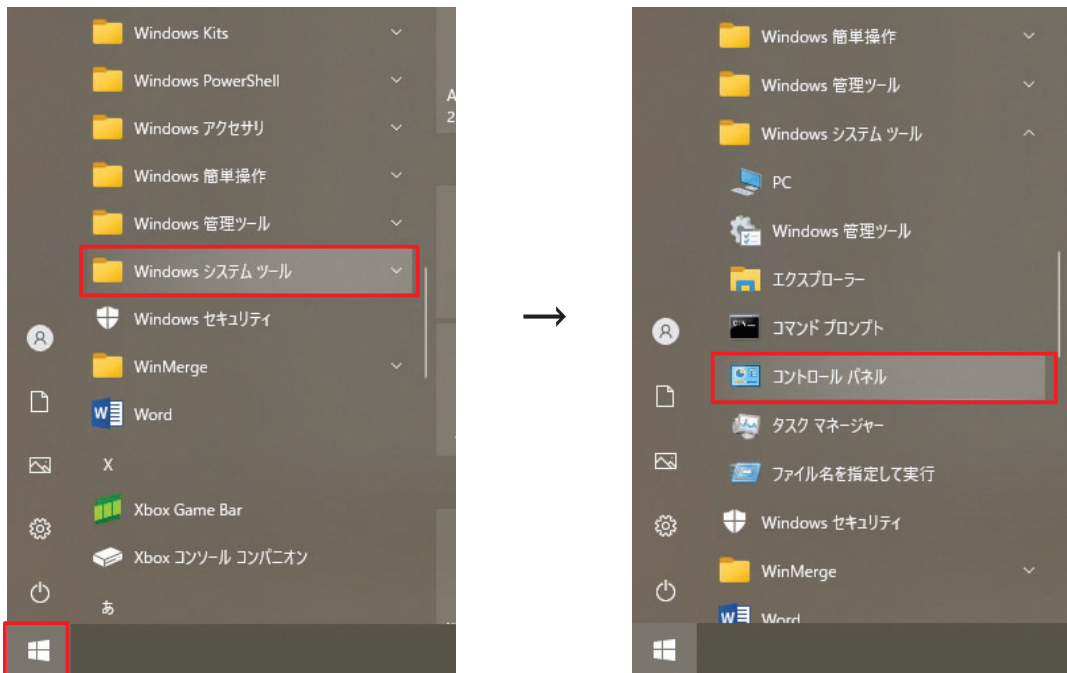 Windows Kits
Windows PowerShell
A
2
Windows アクセサリ
Windows 簡単操作
Windows 管理ツール
Windows システム ツール
Windows セキュリティ
WinMerge
Word
X
Xbox Game Bar
Xbox コンソール コンパニオン
あ
→
Windows 簡単操作
Windows 管理ツール
Windows システム ツール
PC
Windows 管理ツール
エクスプローラー
コマンド プロンプト
コントロール パネル
タスク マネージャー
ファイル名を指定して実行
Windows セキュリティ
WinMerge
Word